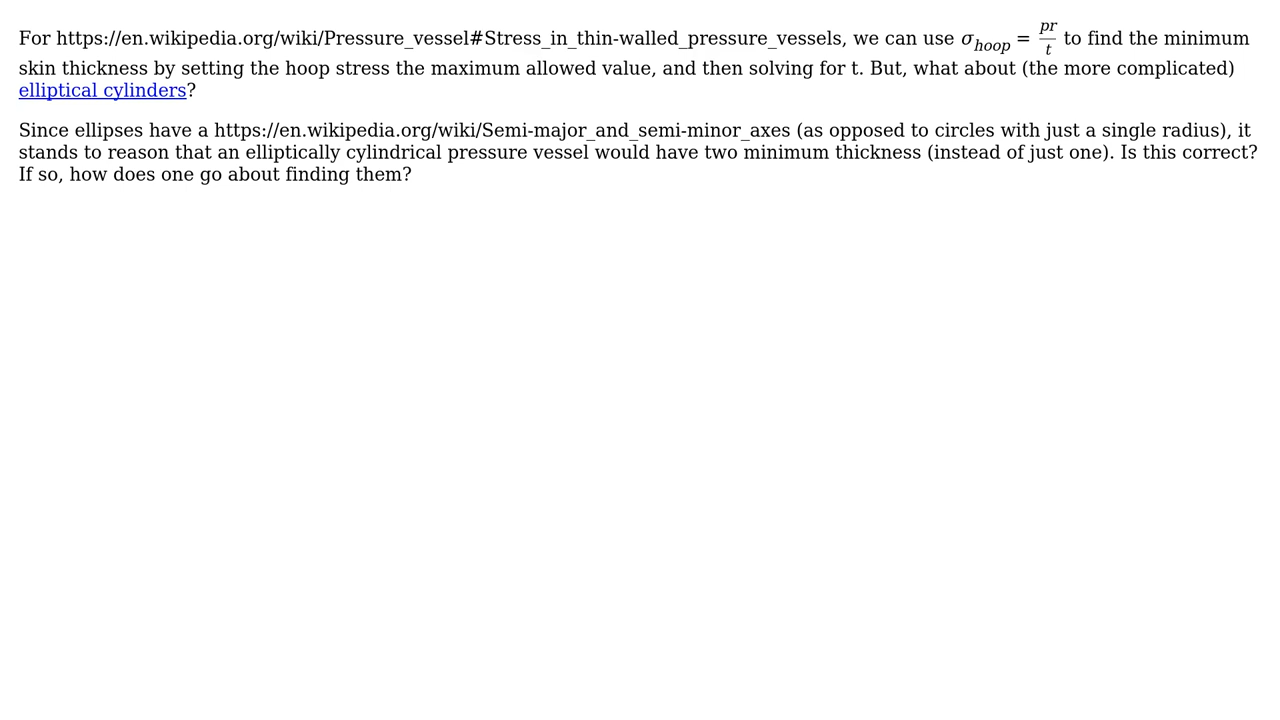 For https://en.wikipedia.org/wiki/Pressure_vessel#Stress_in_thin-walled_pressure_vessels, we can use σ_hoop = pr/t to find the minimum
skin thickness by setting the hoop stress the maximum allowed value, and then solving for t. But, what about (the more complicated)
elliptical cylinders?
Since ellipses have a https://en.wikipedia.org/wiki/Semi-major_and_semi-minor_axes (as opposed to circles with just a single radius), it
stands to reason that an elliptically cylindrical pressure vessel would have two minimum thickness (instead of just one). Is this correct?
If so, how does one go about finding them?